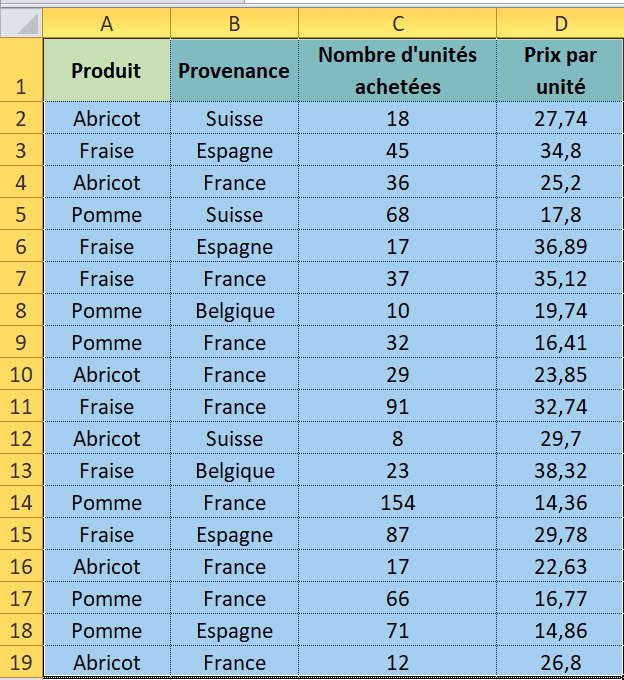 A B C D
1 Produit Provenance Nombre d'unités achetées Prix par unité
2 Abricot Suisse 18 27,74
3 Fraise Espagne 45 34,8
4 Abricot France 36 25,2
5 Pomme Suisse 68 17,8
6 Fraise Espagne 17 36,89
7 Fraise France 37 35,12
8 Pomme Belgique 10 19,74
9 Pomme France 32 16,41
10 Abricot France 29 23,85
11 Fraise France 91 32,74
12 Abricot Suisse 8 29,7
13 Fraise Belgique 23 38,32
14 Pomme France 154 14,36
15 Fraise Espagne 87 29,78
16 Abricot France 17 22,63
17 Pomme France 66 16,77
18 Pomme Espagne 71 14,86
19 Abricot France 12 26,8